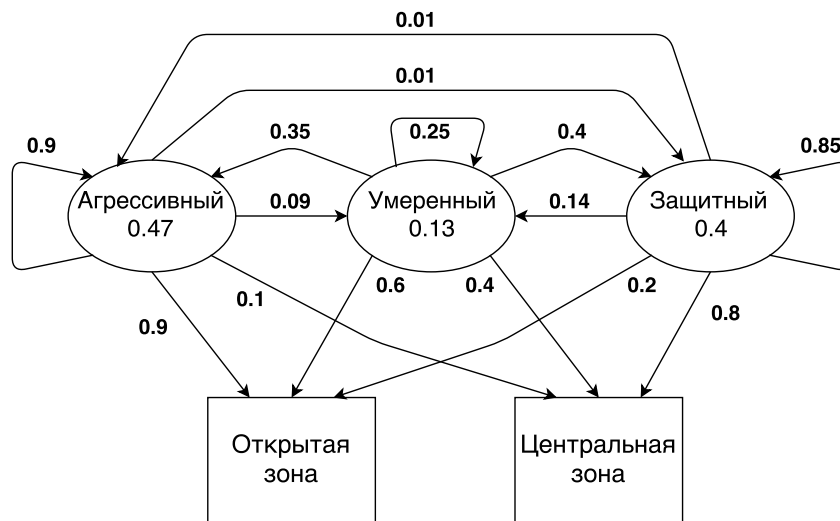 0.01
0.01
0.9
0.35
0.25
0.4
0.85
Агрессивный
0.47
0.09
Умеренный
0.13
0.14
Защитный
0.4
0.9
0.1
0.6
0.4
0.2
0.8
Открытая
зона
Центральная
зона